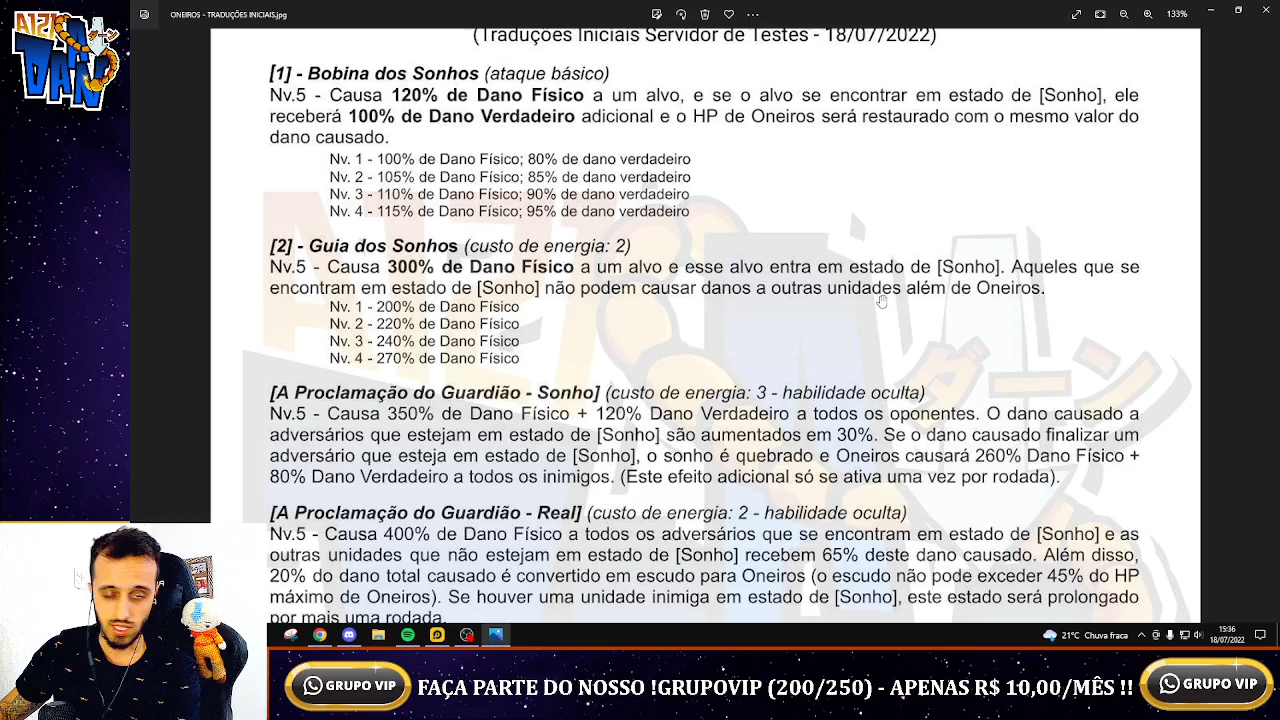 ONEIROS - TRADUÇÕES INICIAIS.jpg
133%
A12F
DAN
(Traduções Iniciais Servidor de Testes - 18/07/2022)
[1] - Bobina dos Sonhos (ataque básico)
Nv.5 - Causa 120% de Dano Físico a um alvo, e se o alvo se encontrar em estado de [Sonho], ele
receberá 100% de Dano Verdadeiro adicional e o HP de Oneiros será restaurado com o mesmo valor do
dano causado.
Nv. 1 - 100% de Dano Físico; 80% de dano verdadeiro
Nv. 2 - 105% de Dano Físico; 85% de dano verdadeiro
Nv. 3 - 110% de Dano Físico; 90% de dano verdadeiro
Nv. 4 - 115% de Dano Físico; 95% de dano verdadeiro
[2] - Guia dos Sonhos (custo de energia: 2)
Nv.5 - Causa 300% de Dano Físico a um alvo e esse alvo entra em estado de [Sonho]. Aqueles que se
encontram em estado de [Sonho] não podem causar danos a outras unidades além de Oneiros.
Nv. 1 - 200% de Dano Físico
Nv. 2 - 220% de Dano Físico
Nv. 3 - 240% de Dano Físico
Nv. 4 - 270% de Dano Físico
[A Proclamação do Guardião - Sonho] (custo de energia: 3 - habilidade oculta)
Nv.5 - Causa 350% de Dano Físico + 120% Dano Verdadeiro a todos os oponentes. O dano causado a
adversários que estejam em estado de [Sonho] são aumentados em 30%. Se o dano causado finalizar um
adversário que esteja em estado de [Sonho], o sonho é quebrado e Oneiros causará 260% Dano Físico +
80% Dano Verdadeiro a todos os inimigos. (Este efeito adicional só se ativa uma vez por rodada).
[A Proclamação do Guardião - Real] (custo de energia: 2 - habilidade oculta)
Nv.5 - Causa 400% de Dano Físico a todos os adversários que se encontram em estado de [Sonho] e as
outras unidades que não estejam em estado de [Sonho] recebem 65% deste dano causado. Além disso,
20% do dano total causado é convertido em escudo para Oneiros (o escudo não pode exceder 45% do HP
máximo de Oneiros). Se houver uma unidade inimiga em estado de [Sonho], este estado será prolongado
por mais uma rodada.
21°C Chuva fraca
15:36
18/07/2022
GRUPO VIP
FAÇA PARTE DO NOSSO !GRUPOVIP (200/250) - APENAS R$ 10,00/MÊS !!
GRUPO VIP